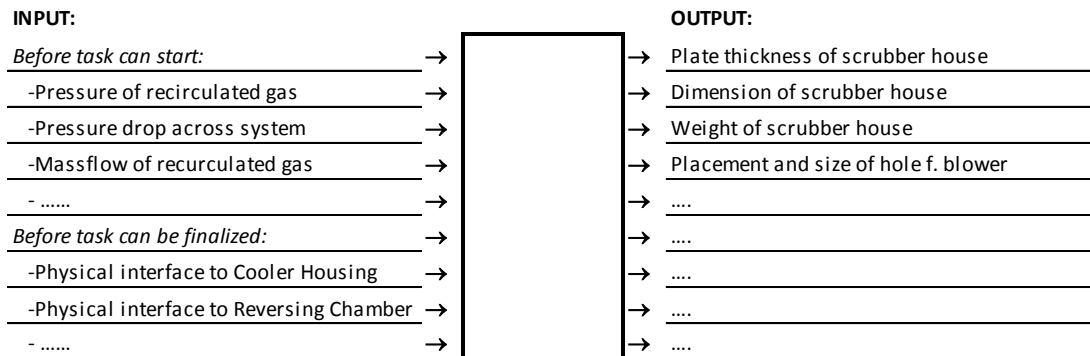 INPUT:
Before task can start:
-Pressure of recirculated gas
-Pressure drop across system
-Massflow of recurculated gas
- ......
Before task can be finalized:
-Physical interface to Cooler Housing
-Physical interface to Reversing Chamber
- ......
OUTPUT:
Plate thickness of scrubber house
Dimension of scrubber house
Weight of scrubber house
Placement and size of hole f. blower
....
....
....
....
....